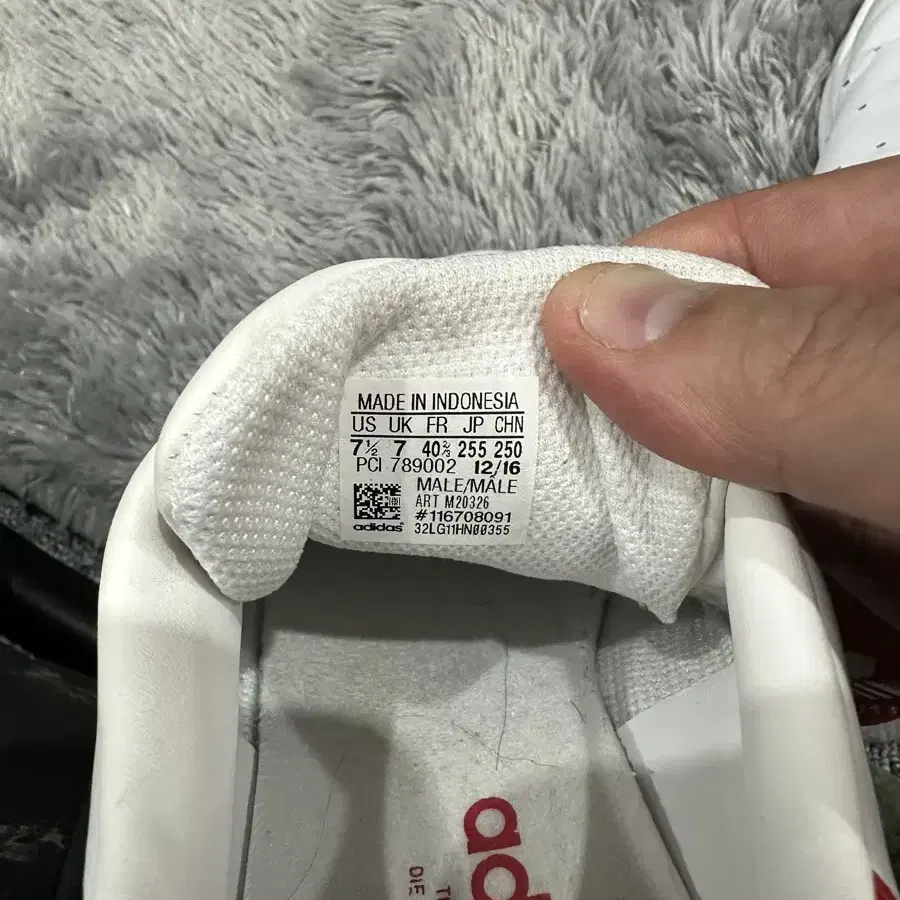 MADE IN INDONESIA
US UK FR JP CHN
7½ 7 40⅔ 255 250
PCI 789002 12/16
MALE/MÂLE
ART M20326
#116708091
adidas® 32LG11HN00355